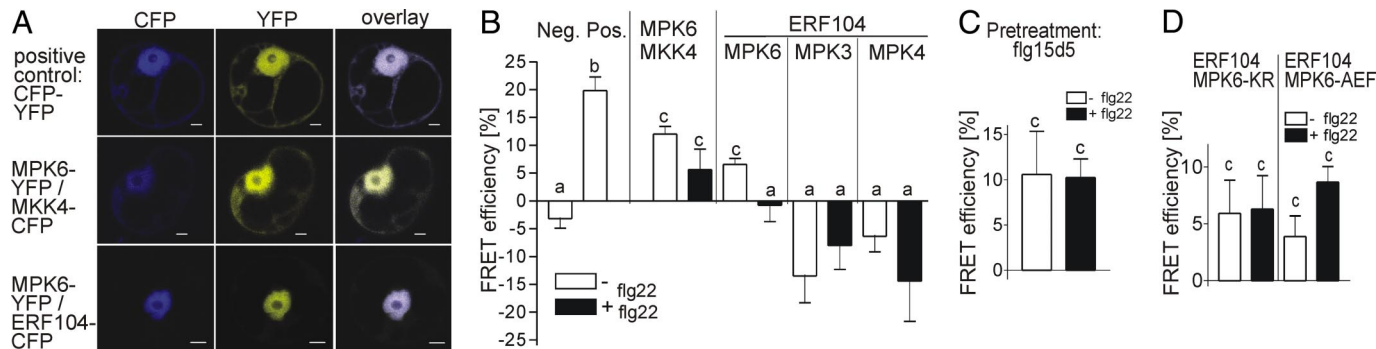 A
CFP YFP overlay
positive
control:
CFP-
YFP
MPK6-
YFP /
MKK4-
CFP
MPK6-
YFP /
ERF104-
CFP
B
Neg. Pos. MPK6 ERF104
MKK4 MPK6 MPK3 MPK4
FRET efficiency [%]
25
20
15
10
5
0
-5
-10
-15
-20
-25
a b c c c a a a a a
- flg22
+ flg22
C
Pretreatment:
flg15d5
- flg22
+ flg22
FRET efficiency [%]
15
10
5
0
c c
D
ERF104 ERF104
MPK6-KR MPK6-AEF
- flg22
+ flg22
FRET efficiency [%]
10
5
0
c c c c